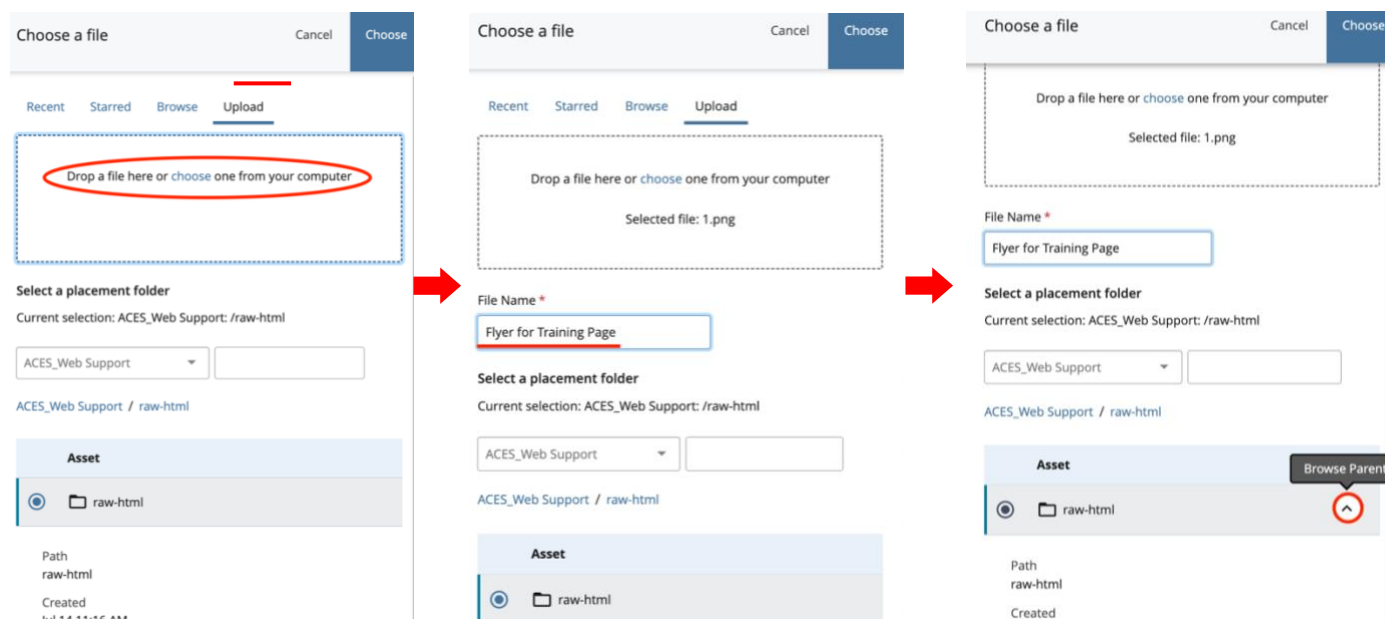 Choose a file Cancel Choose
Recent Starred Browse Upload
Drop a file here or choose one from your computer
Select a placement folder
Current selection: ACES_Web Support: /raw-html
ACES_Web Support
ACES_Web Support / raw-html
Asset
raw-html
Path
raw-html
Created
Jul 14 11:16 AM
Choose a file Cancel Choose
Recent Starred Browse Upload
Drop a file here or choose one from your computer
Selected file: 1.png
File Name *
Flyer for Training Page
Select a placement folder
Current selection: ACES_Web Support: /raw-html
ACES_Web Support
ACES_Web Support / raw-html
Asset
raw-html
Choose a file Cancel Choose
Drop a file here or choose one from your computer
Selected file: 1.png
File Name *
Flyer for Training Page
Select a placement folder
Current selection: ACES_Web Support: /raw-html
ACES_Web Support
ACES_Web Support / raw-html
Asset
Browse Parent
raw-html
Path
raw-html
Created